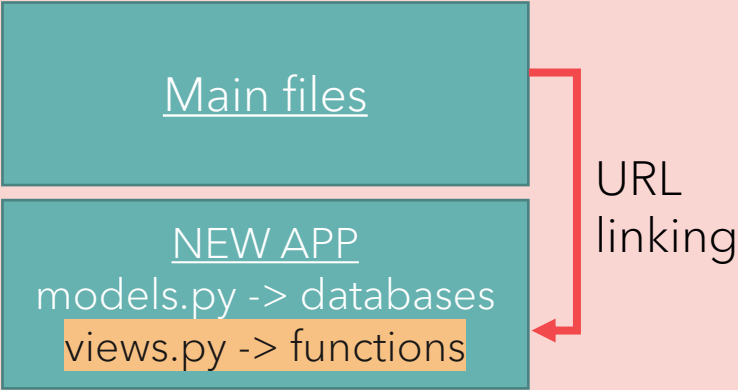 Main files
URL
linking
NEW APP
models.py -> databases
views.py -> functions